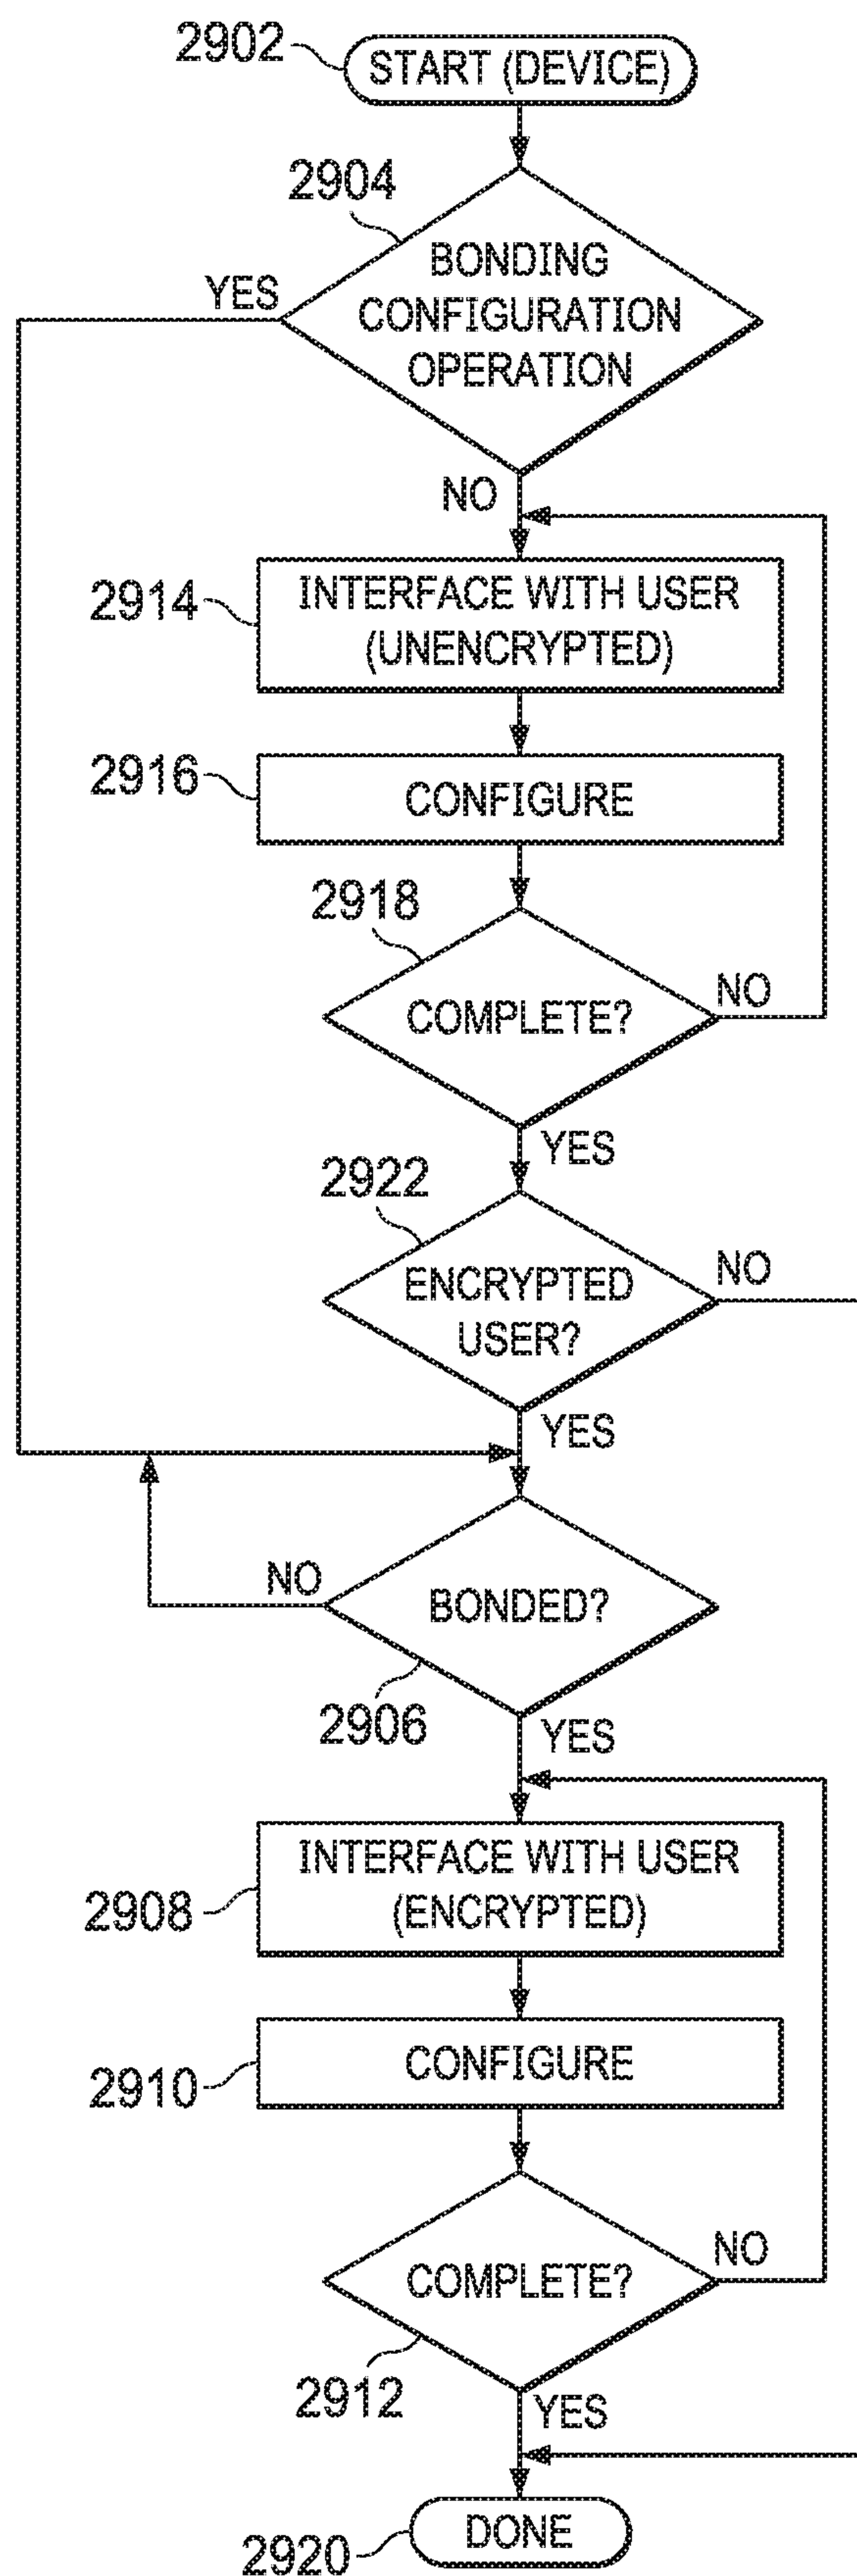 2902
START (DEVICE)
2904
BONDING
CONFIGURATION
OPERATION
YES
NO
2914
INTERFACE WITH USER
(UNENCRYPTED)
2916
CONFIGURE
2918
COMPLETE?
NO
YES
2922
ENCRYPTED
USER?
NO
YES
BONDED?
NO
2906
YES
2908
INTERFACE WITH USER
(ENCRYPTED)
2910
CONFIGURE
COMPLETE?
NO
2912
YES
2920
DONE